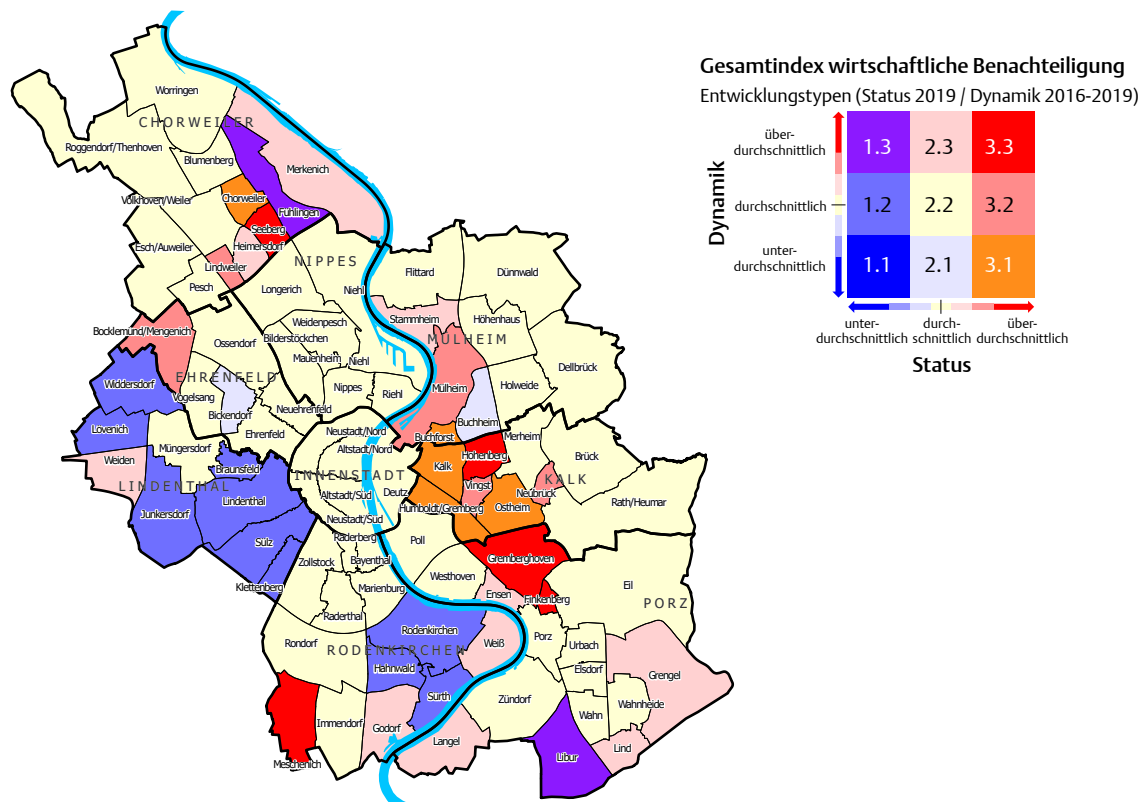 Gesamtindex wirtschaftliche Benachteiligung
Entwicklungstypen (Status 2019 / Dynamik 2016-2019)
Dynamik
über-
durchschnittlich
durchschnittlich
unter-
durchschnittlich
1.3 2.3 3.3
1.2 2.2 3.2
1.1 2.1 3.1
unter-
durchschnittlich
durch-
schnittlich
über-
durchschnittlich
Status
Worringen
CHORWEILER
Roggendorf/Thenhoven
Blumenberg
Merkenich
Volkhoven/Weiler
Chorweiler
Fühlingen
Seeberg
Heimersdorf
Esch/Auweiler
Lindweiler
Pesch
NIPPES
Longerich
Niehl
Flittard
Dünnwald
Weidenpesch
Bilderstöckchen
Mauenheim
Niehl
Nippes
Riehl
Stammheim
Höhenhaus
MÜLHEIM
Dellbrück
Mülheim
Holweide
Buchheim
Buchforst
Bocklemünd/Mengenich
Ossendorf
EHRENFELD
Vogelsang
Bickendorf
Neuehrenfeld
Ehrenfeld
Widdersdorf
Lövenich
Müngersdorf
Weiden
Braunsfeld
LINDENTHAL
Lindenthal
Junkersdorf
Sülz
Klettenberg
Neustadt/Nord
Altstadt/Nord
INNENSTADT
Altstadt/Süd
Deutz
Neustadt/Süd
Kalk
Höhenberg
Merheim
Brück
Vingst
KALK
Neubrück
Humboldt/Gremberg
Ostheim
Rath/Heumar
Raderberg
Poll
Zollstock
Bayenthal
Marienburg
Raderthal
Rondorf
Rodenkirchen
RODENKIRCHEN
Hahnwald
Weiß
Sürth
Immendorf
Godorf
Meschenich
Gremberghoven
Westhoven
Ensen
Finkenberg
Eil
PORZ
Porz
Urbach
Elsdorf
Grengel
Zündorf
Wahn
Wahnheide
Langel
Libur
Lind